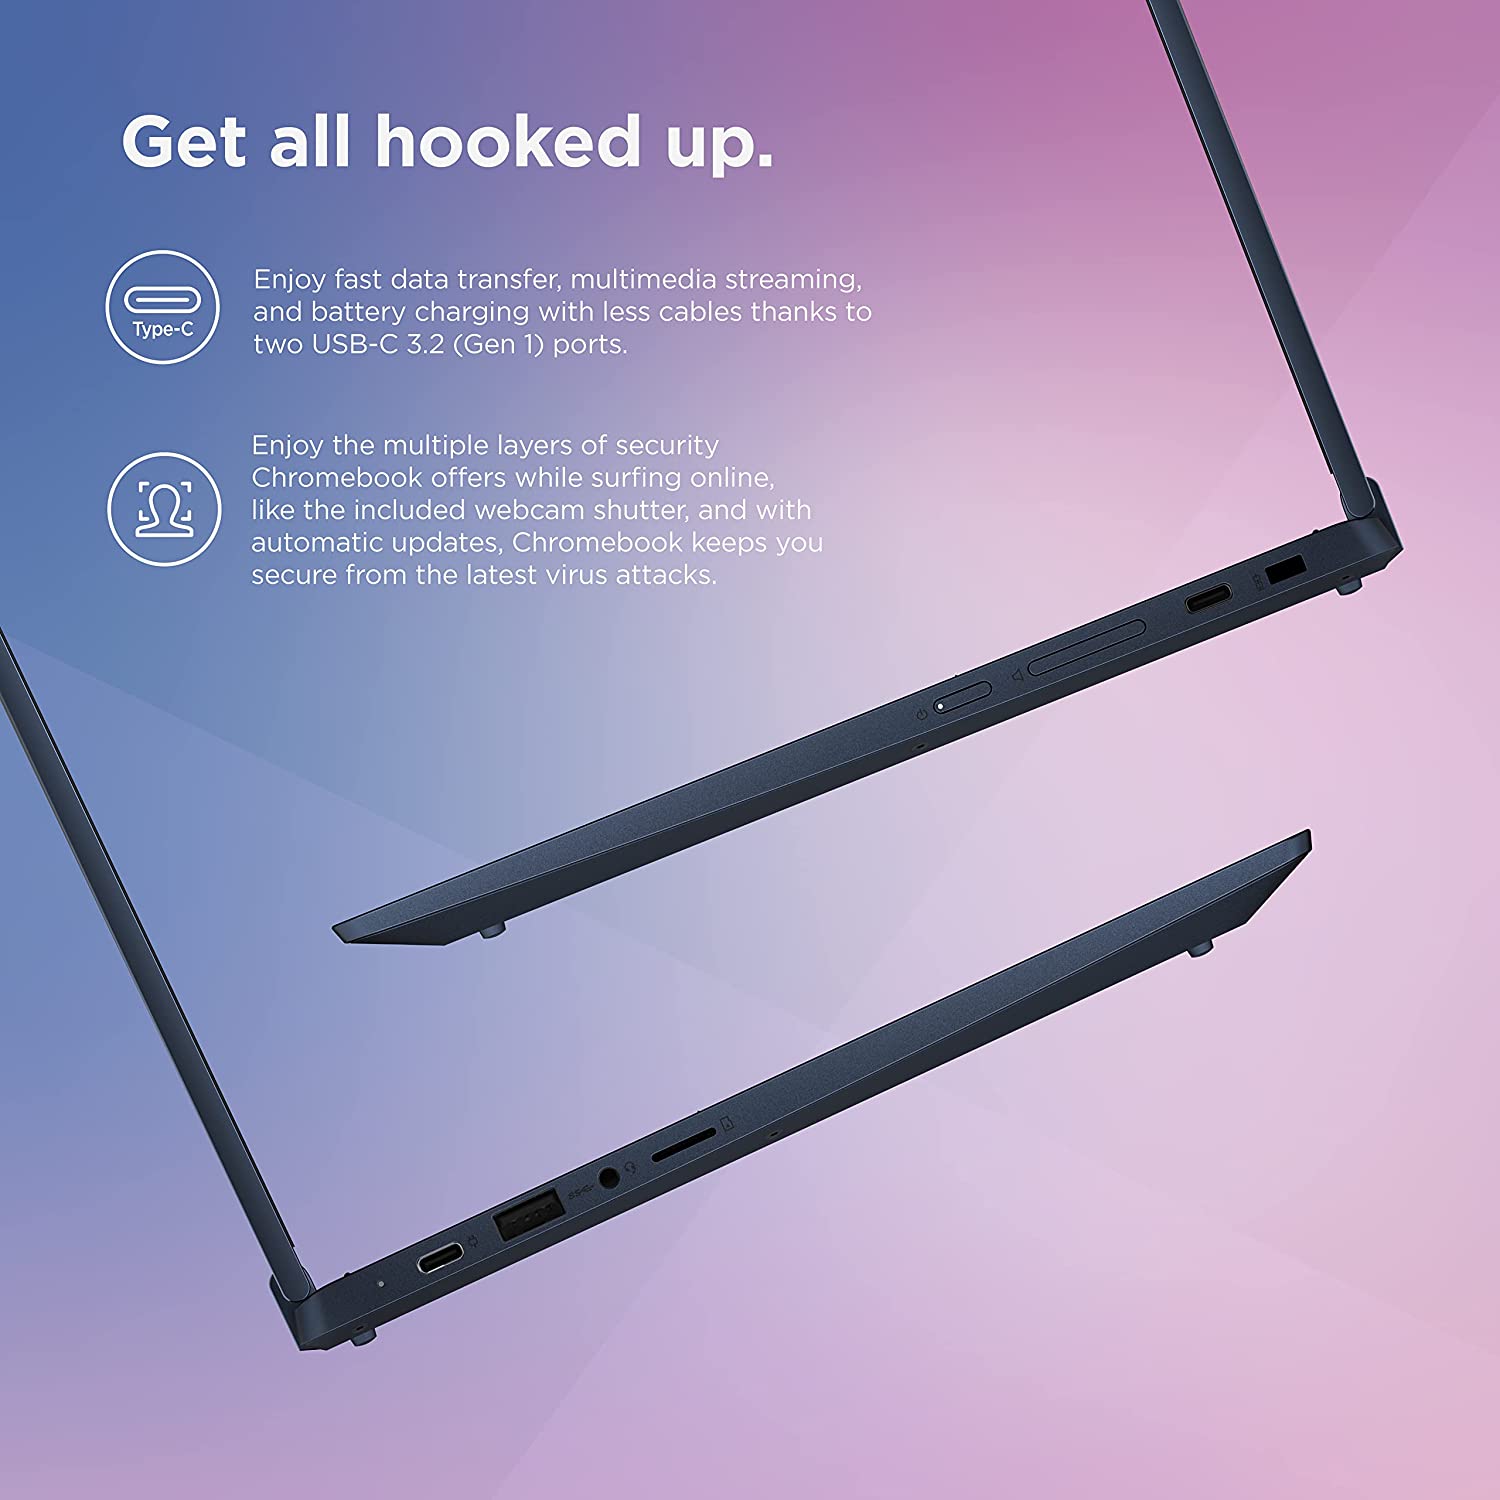 Get all hooked up.
Type-C
Enjoy fast data transfer, multimedia streaming,
and battery charging with less cables thanks to
two USB-C 3.2 (Gen 1) ports.
Enjoy the multiple layers of security
Chromebook offers while surfing online,
like the included webcam shutter, and with
automatic updates, Chromebook keeps you
secure from the latest virus attacks.